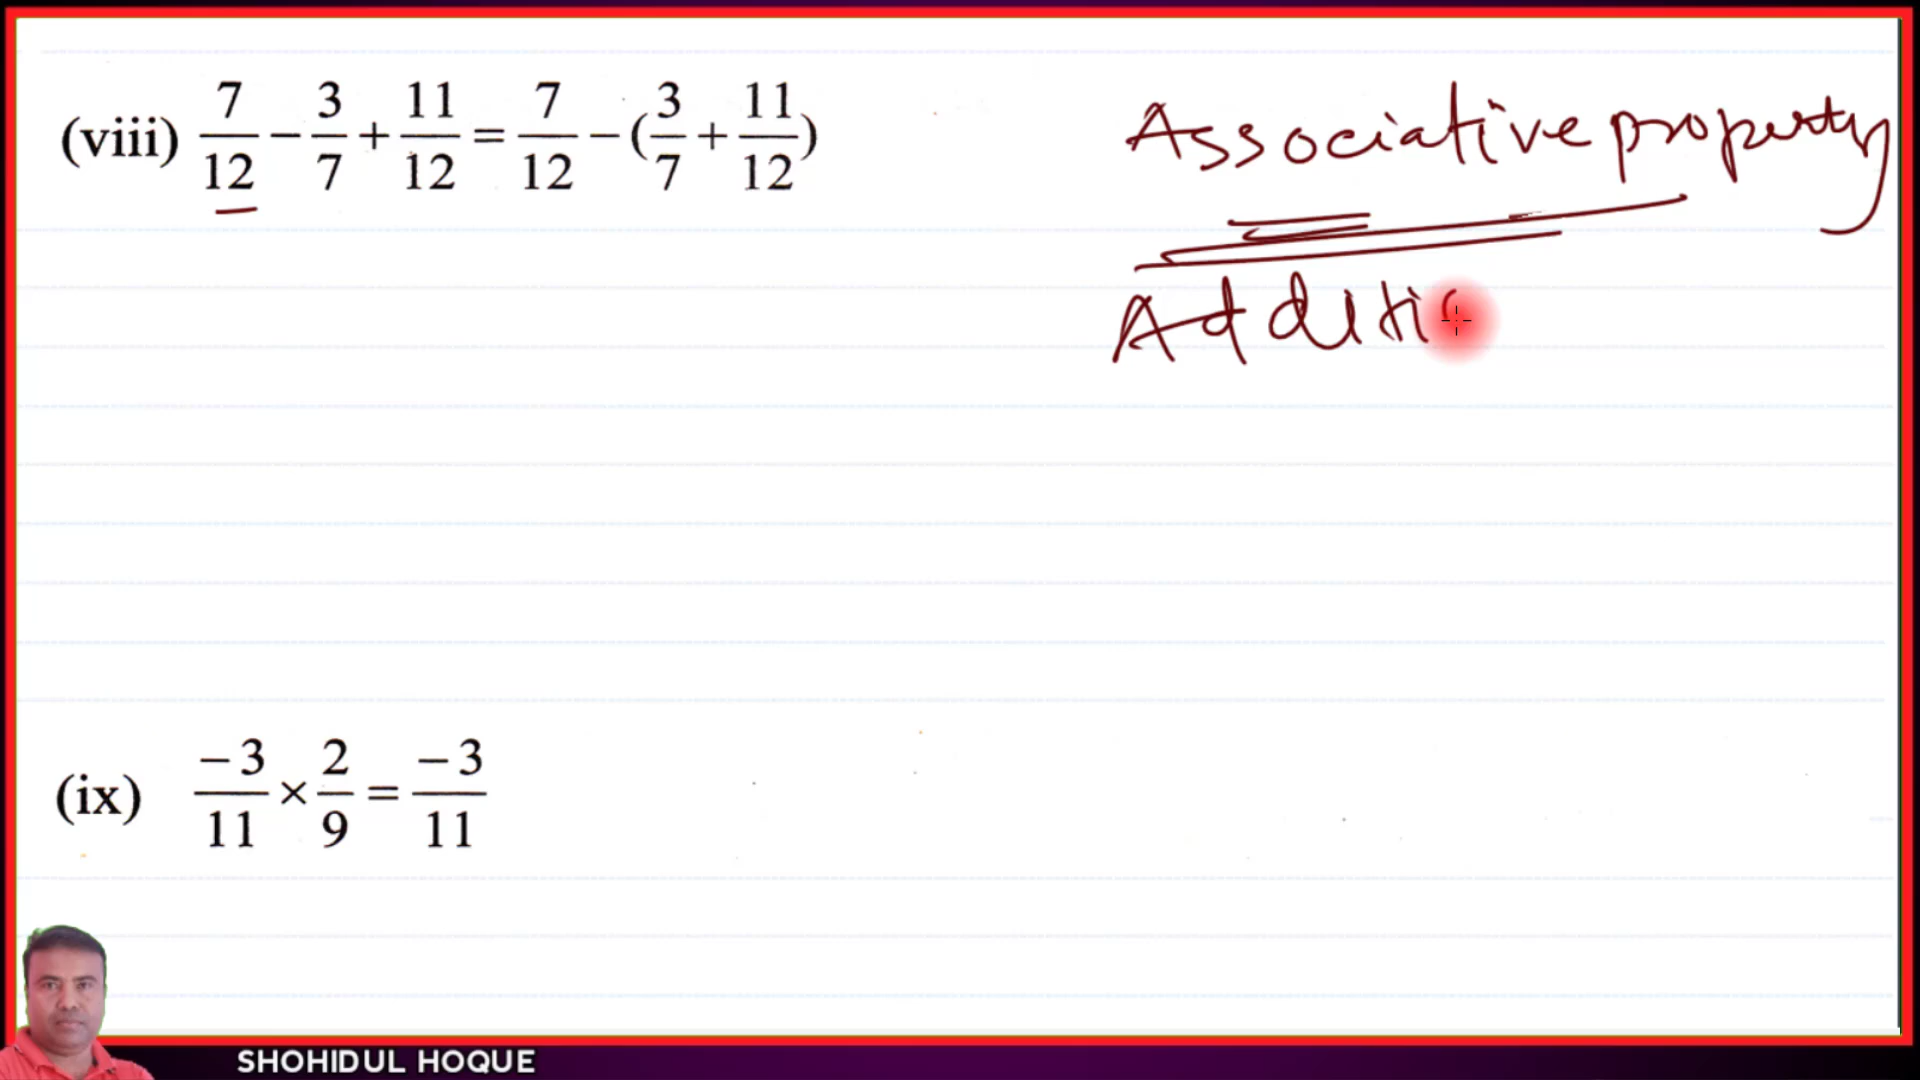 (viii) 7/12 − 3/7 + 11/12 = 7/12 − (3/7 + 11/12)
Associative property
Additi
(ix) −3/11 × 2/9 = −3/11
SHOHIDUL HOQUE